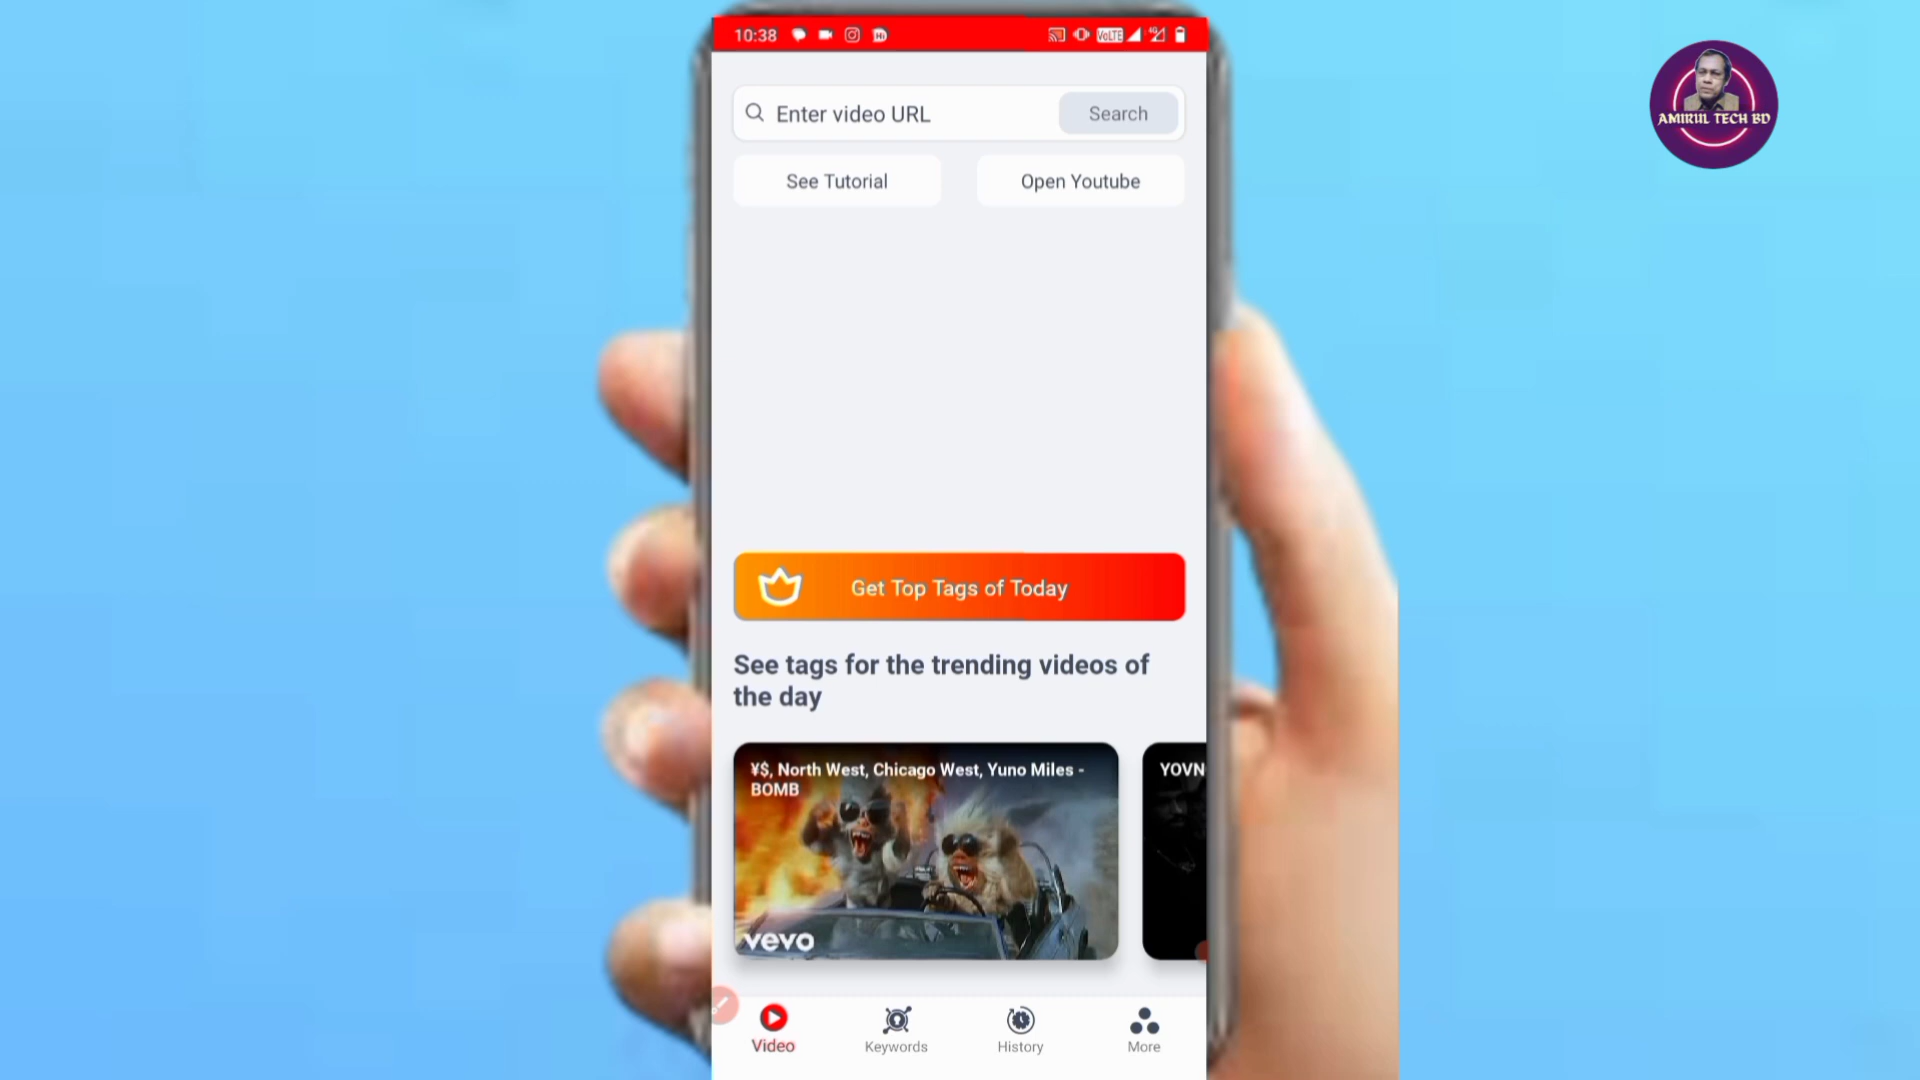 10:38
VoLTE
4G
AMIRUL TECH BD
Enter video URL
Search
See Tutorial
Open Youtube
Get Top Tags of Today
See tags for the trending videos of
the day
¥$, North West, Chicago West, Yuno Miles -
BOMB
YOVN
vevo
Video
Keywords
History
More